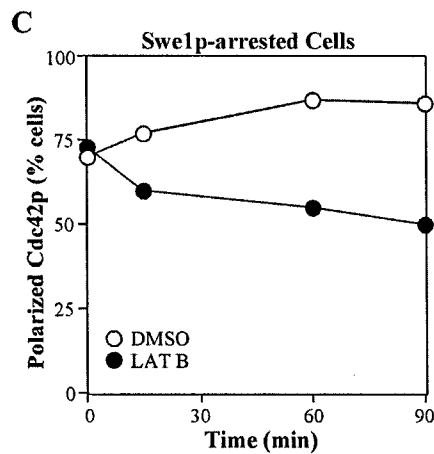 C
Swe1p-arrested Cells
100
75
50
25
0
Polarized Cdc42p (% cells)
DMSO
LAT B
0 30 60 90
Time (min)